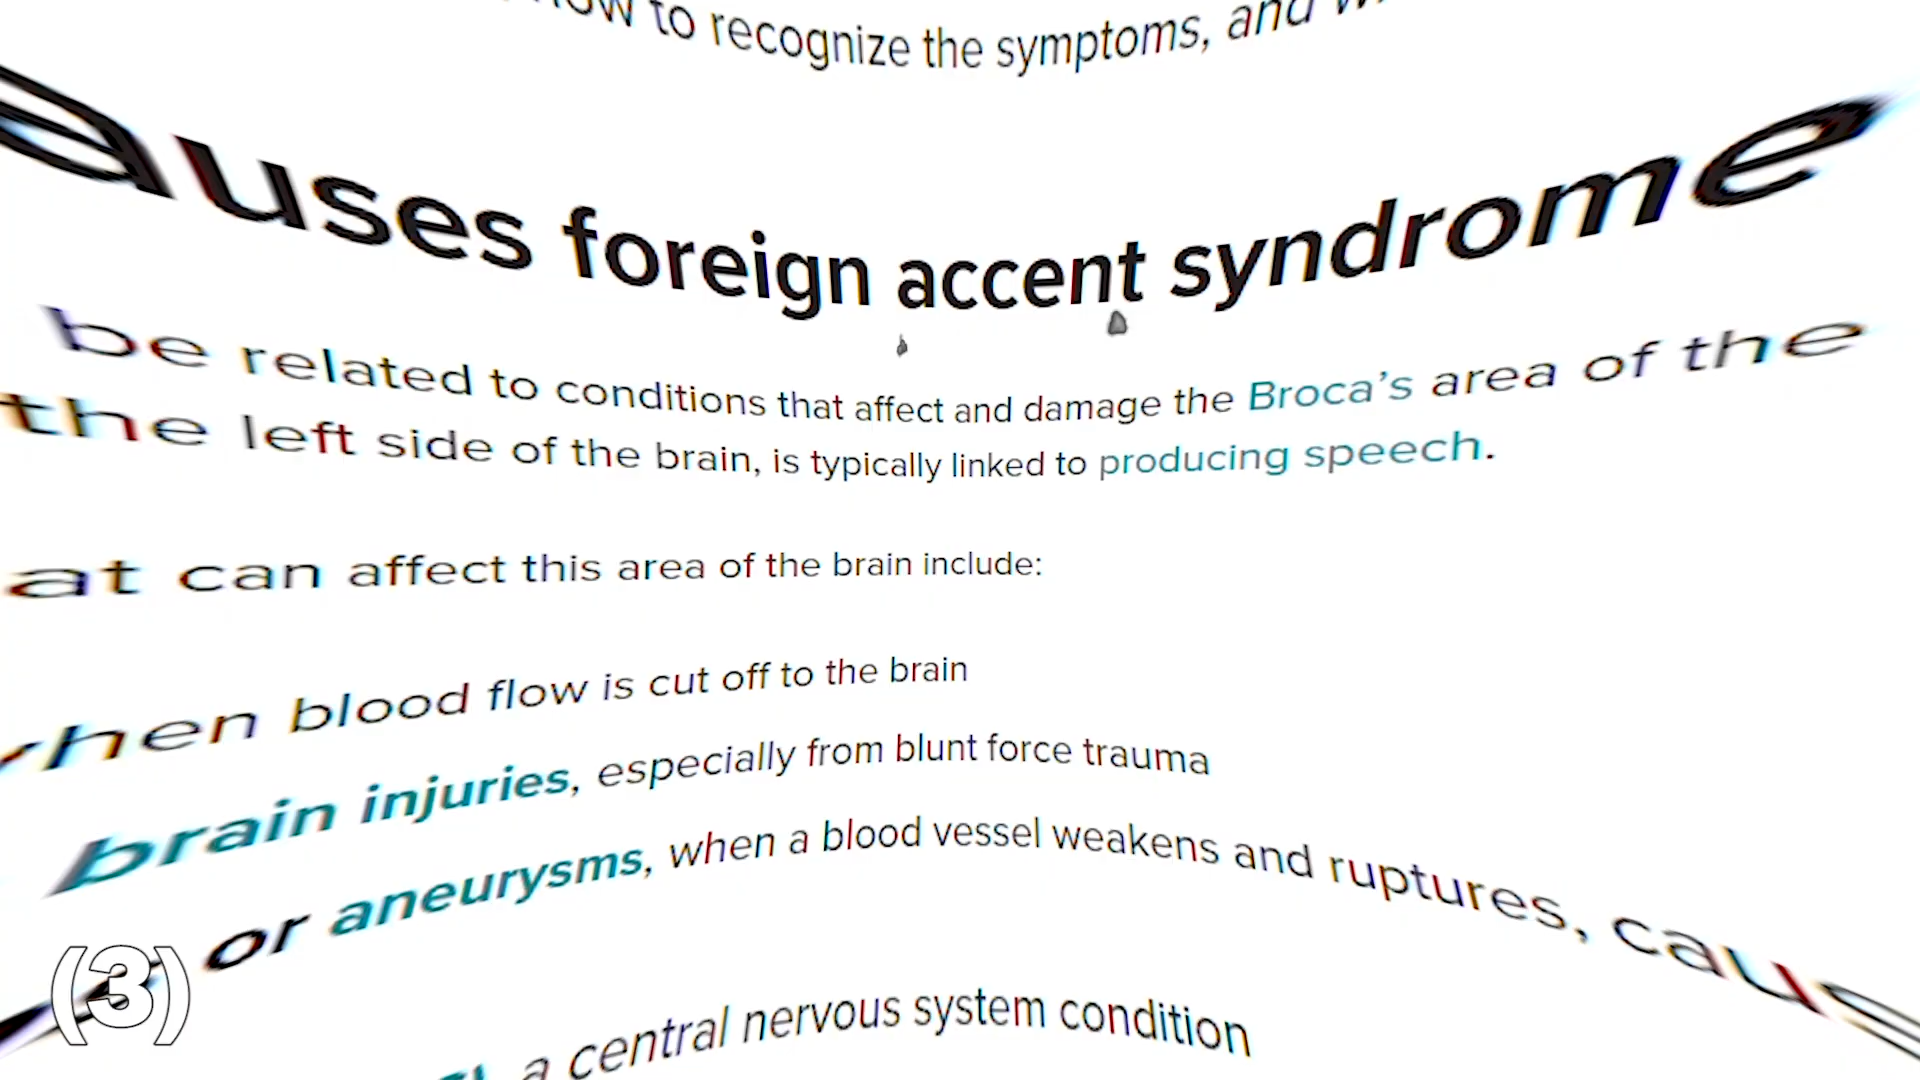 to recognize the symptoms, and
auses foreign accent syndrome
be related to conditions that affect and damage the Broca’s area of the
the left side of the brain, is typically linked to producing speech.
at can affect this area of the brain include:
hen blood flow is cut off to the brain
brain injuries, especially from blunt force trauma
or aneurysms, when a blood vessel weakens and ruptures, caus
(3)
a central nervous system condition